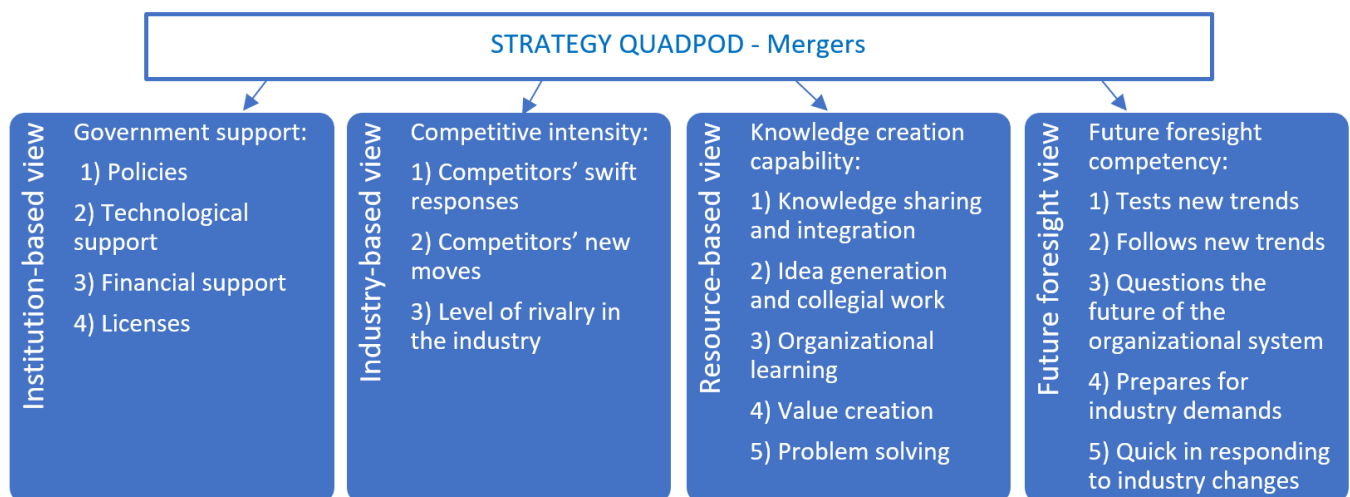 STRATEGY QUADPOD - Mergers
Institution-based view
Government support:
1) Policies
2) Technological
support
3) Financial support
4) Licenses
Industry-based view
Competitive intensity:
1) Competitors’ swift
responses
2) Competitors’ new
moves
3) Level of rivalry in
the industry
Resource-based view
Knowledge creation
capability:
1) Knowledge sharing
and integration
2) Idea generation
and collegial work
3) Organizational
learning
4) Value creation
5) Problem solving
Future foresight view
Future foresight
competency:
1) Tests new trends
2) Follows new trends
3) Questions the
future of the
organizational system
4) Prepares for
industry demands
5) Quick in responding
to industry changes